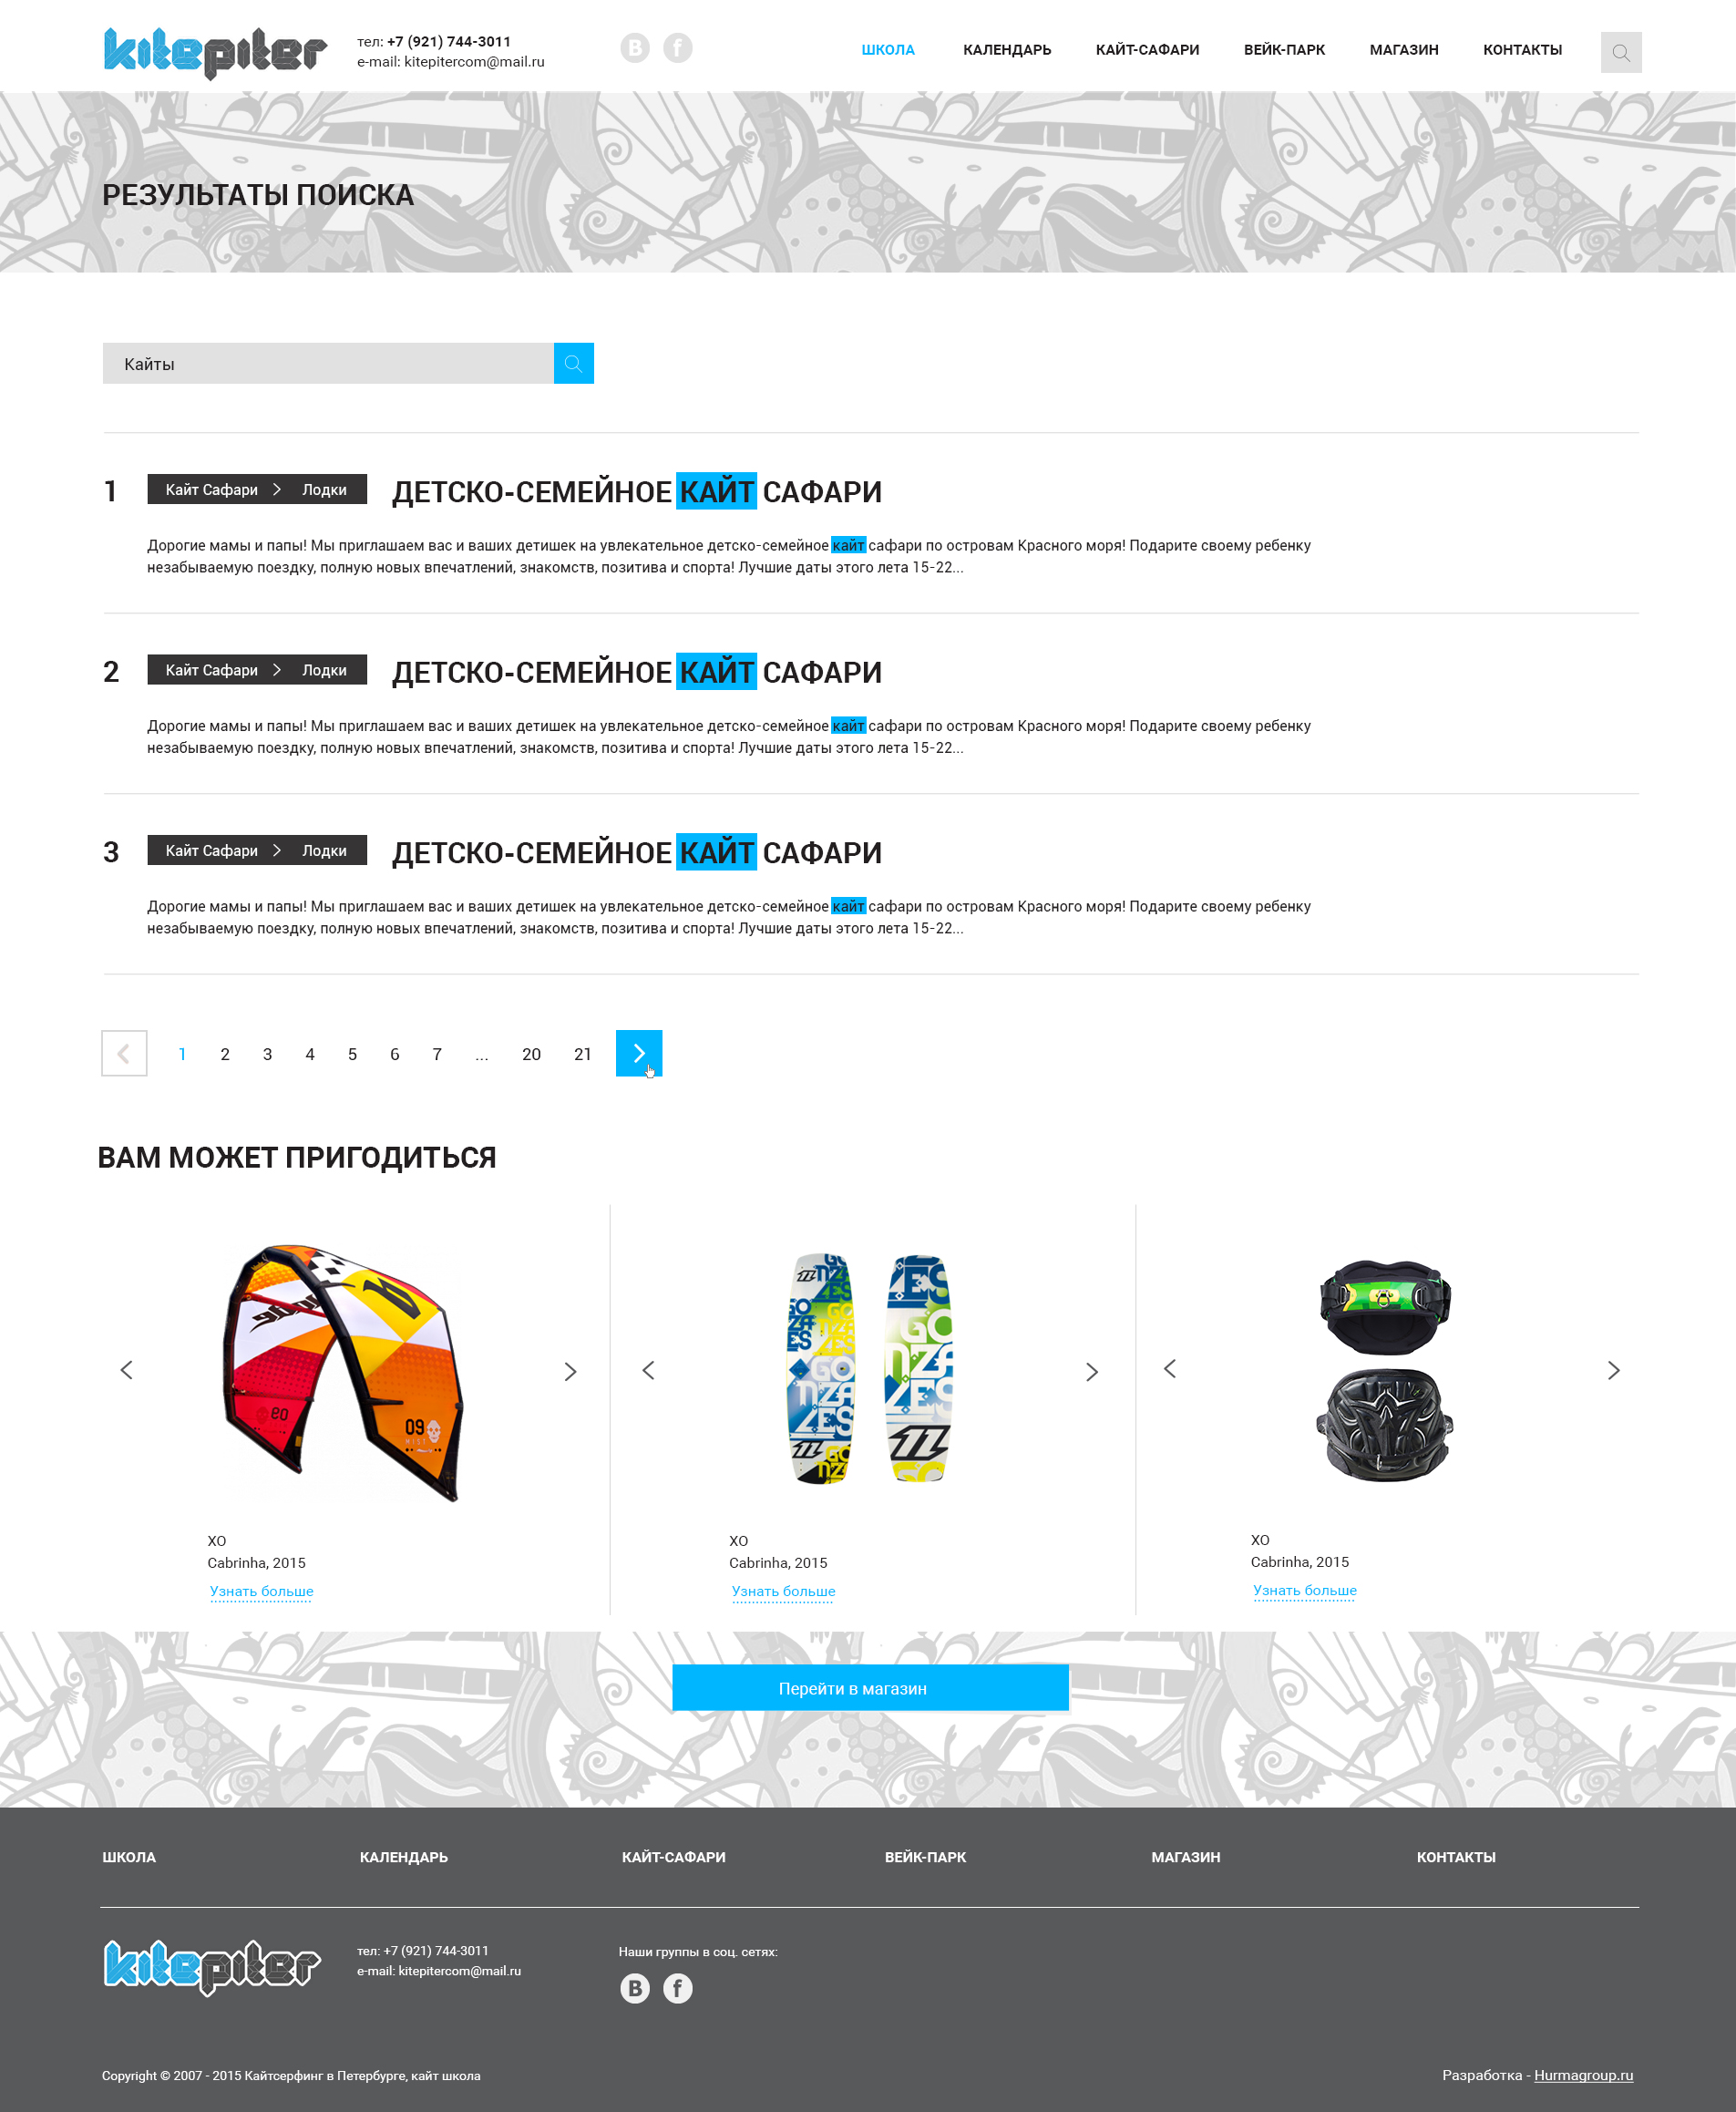 kitepiter
тел: +7 (921) 744-3011
e-mail: kitepitercom@mail.ru
B f
ШКОЛА КАЛЕНДАРЬ КАЙТ-САФАРИ ВЕЙК-ПАРК МАГАЗИН КОНТАКТЫ
РЕЗУЛЬТАТЫ ПОИСКА
Кайты
1 Кайт Сафари > Лодки ДЕТСКО-СЕМЕЙНОЕ КАЙТ САФАРИ
Дорогие мамы и папы! Мы приглашаем вас и ваших детишек на увлекательное детско-семейное кайт сафари по островам Красного моря! Подарите своему ребенку
незабываемую поездку, полную новых впечатлений, знакомств, позитива и спорта! Лучшие даты этого лета 15-22...
2 Кайт Сафари > Лодки ДЕТСКО-СЕМЕЙНОЕ КАЙТ САФАРИ
Дорогие мамы и папы! Мы приглашаем вас и ваших детишек на увлекательное детско-семейное кайт сафари по островам Красного моря! Подарите своему ребенку
незабываемую поездку, полную новых впечатлений, знакомств, позитива и спорта! Лучшие даты этого лета 15-22...
3 Кайт Сафари > Лодки ДЕТСКО-СЕМЕЙНОЕ КАЙТ САФАРИ
Дорогие мамы и папы! Мы приглашаем вас и ваших детишек на увлекательное детско-семейное кайт сафари по островам Красного моря! Подарите своему ребенку
незабываемую поездку, полную новых впечатлений, знакомств, позитива и спорта! Лучшие даты этого лета 15-22...
1 2 3 4 5 6 7 ... 20 21
ВАМ МОЖЕТ ПРИГОДИТЬСЯ
09
GONZALES
GONZALES
XO
Cabrinha, 2015
Узнать больше
XO
Cabrinha, 2015
Узнать больше
XO
Cabrinha, 2015
Узнать больше
Перейти в магазин
ШКОЛА КАЛЕНДАРЬ КАЙТ-САФАРИ ВЕЙК-ПАРК МАГАЗИН КОНТАКТЫ
kitepiter
тел: +7 (921) 744-3011
e-mail: kitepitercom@mail.ru
Наши группы в соц. сетях:
B f
Copyright © 2007 - 2015 Кайтсерфинг в Петербурге, кайт школа
Разработка - Hurmagroup.ru